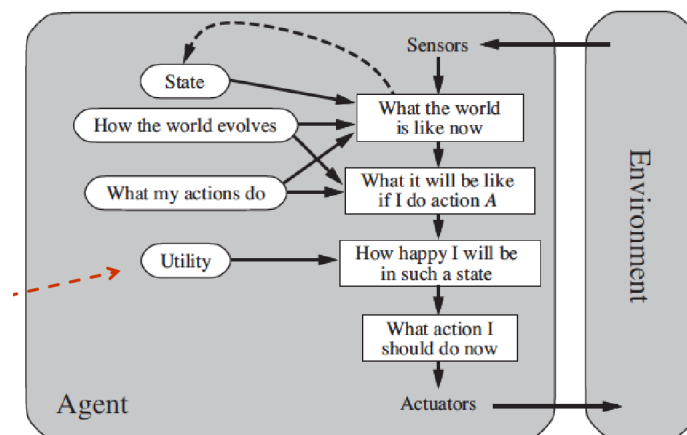 Sensors
State
What the world
is like now
How the world evolves
What my actions do
What it will be like
if I do action A
Utility
How happy I will be
in such a state
What action I
should do now
Agent
Actuators
Environment